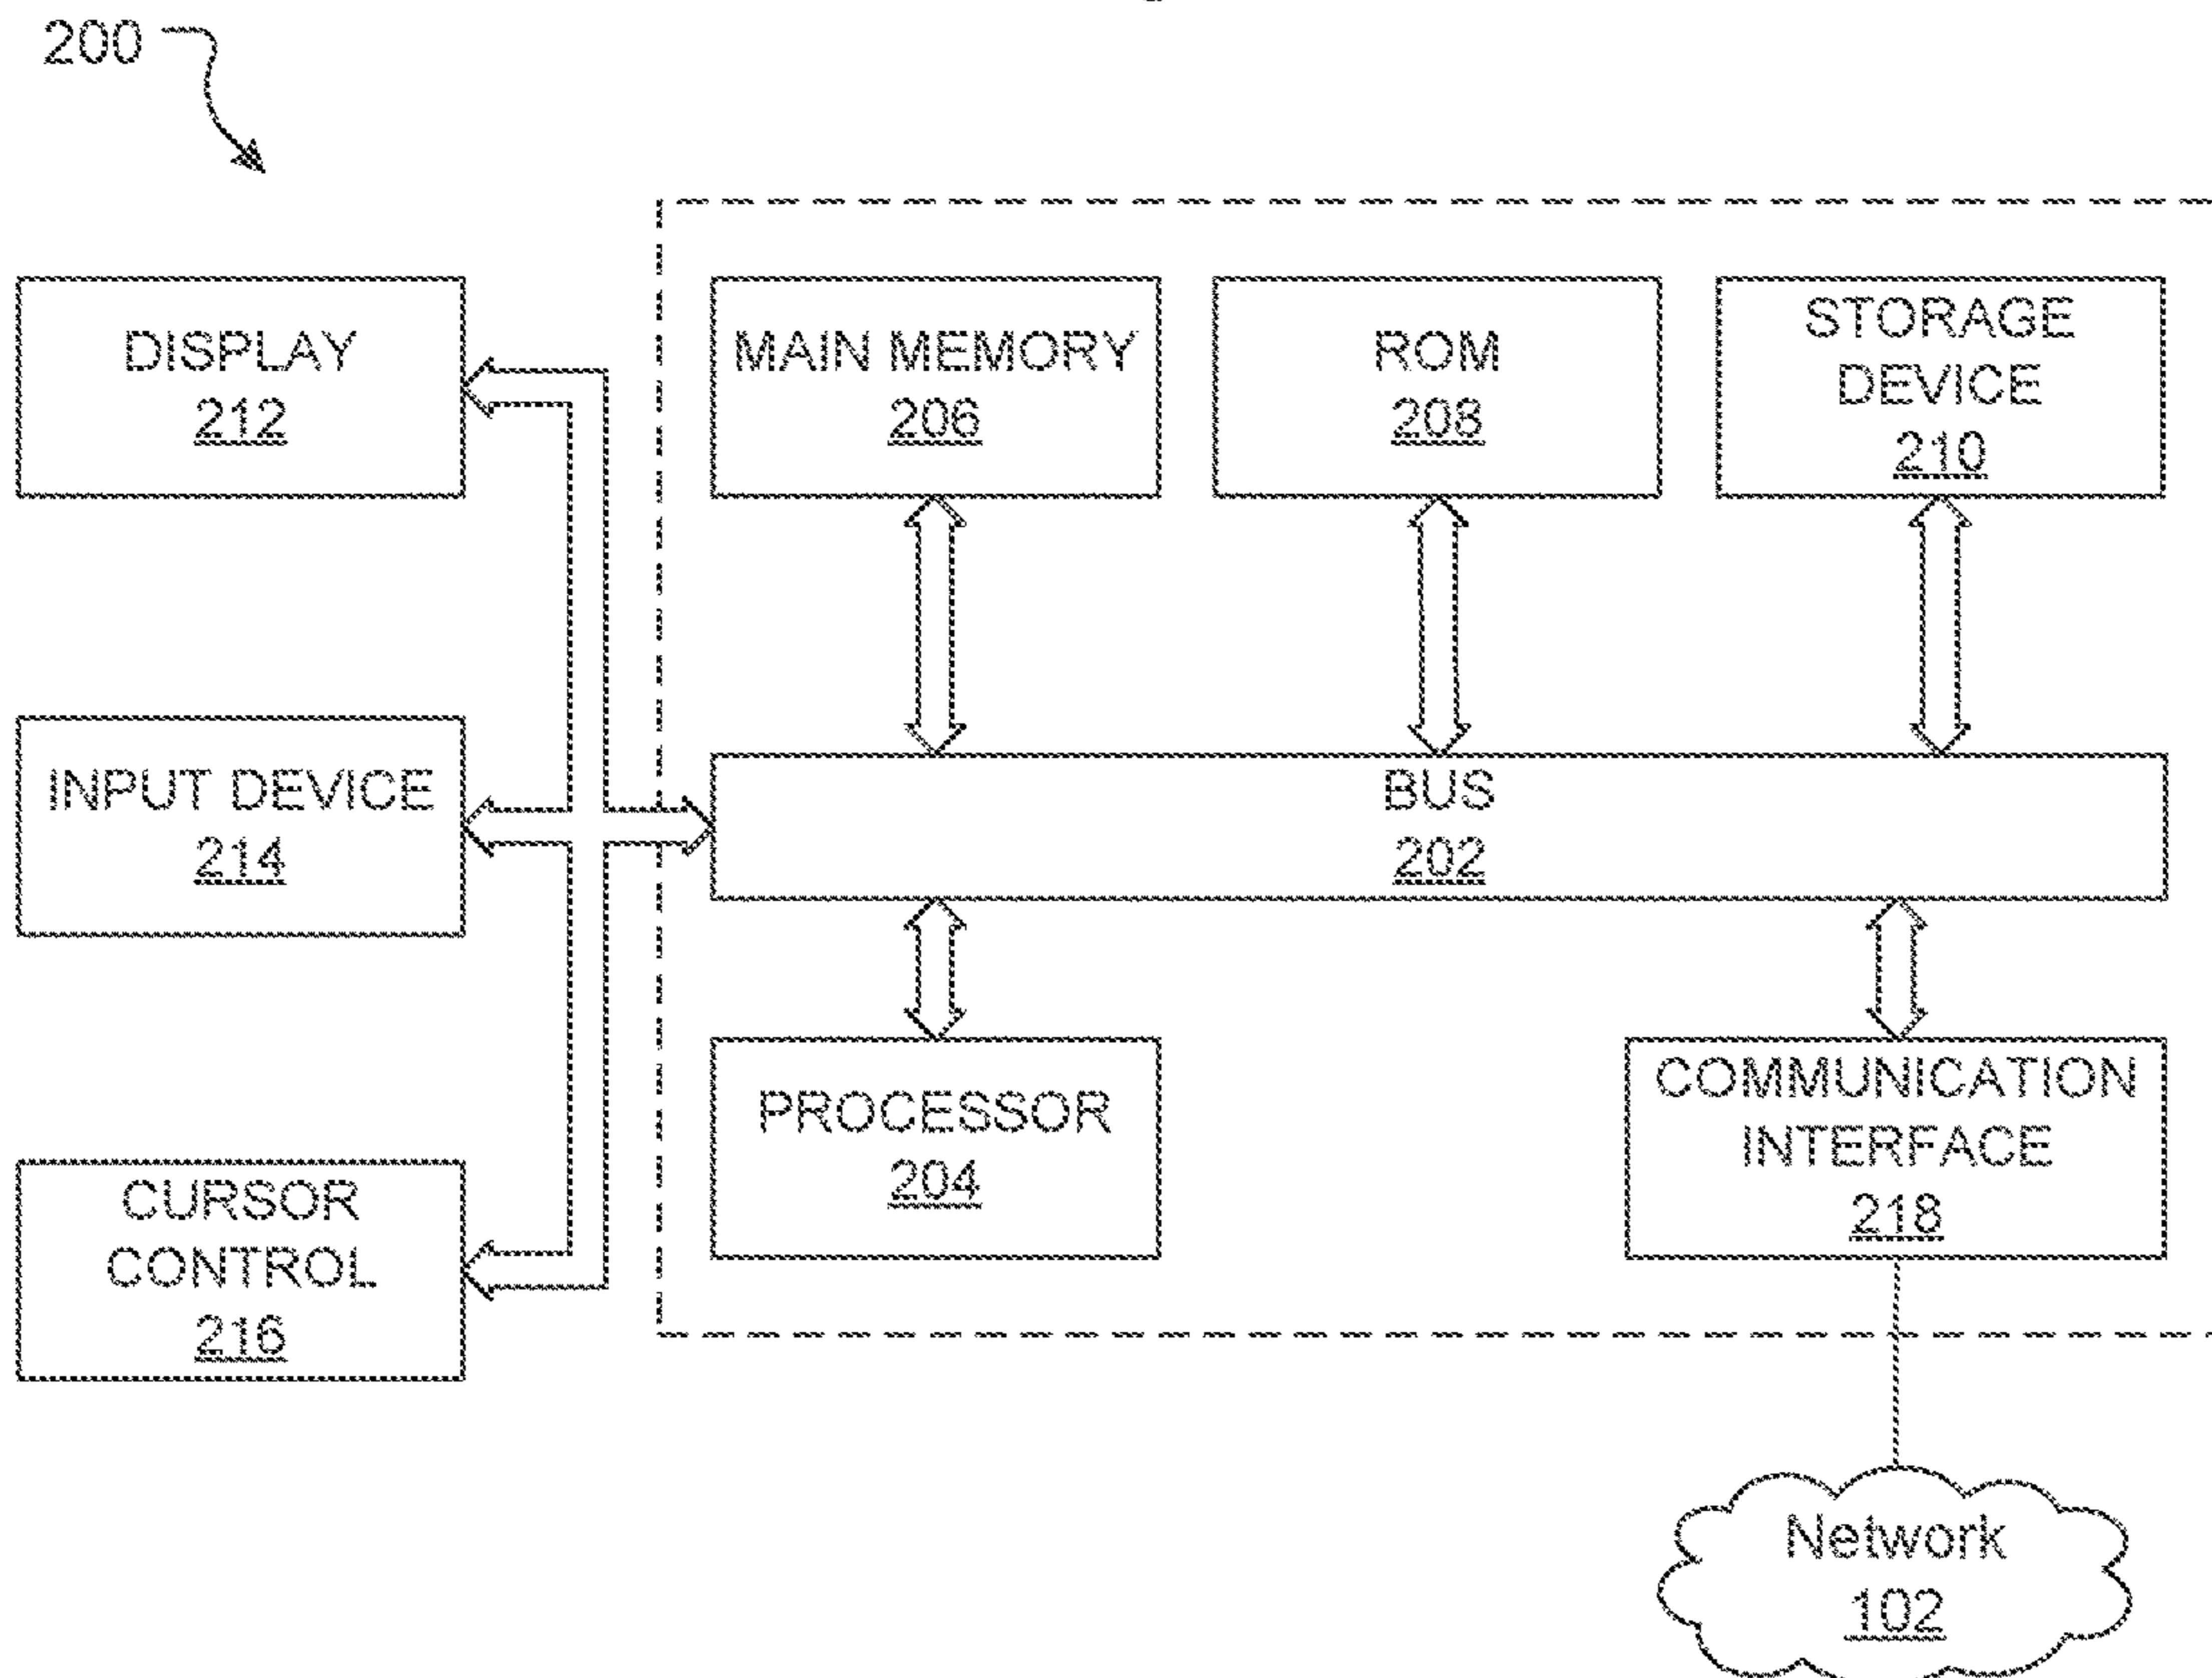 200
DISPLAY
212
MAIN MEMORY
206
ROM
208
STORAGE
DEVICE
210
INPUT DEVICE
214
BUS
202
CURSOR
CONTROL
216
PROCESSOR
204
COMMUNICATION
INTERFACE
218
Network
102